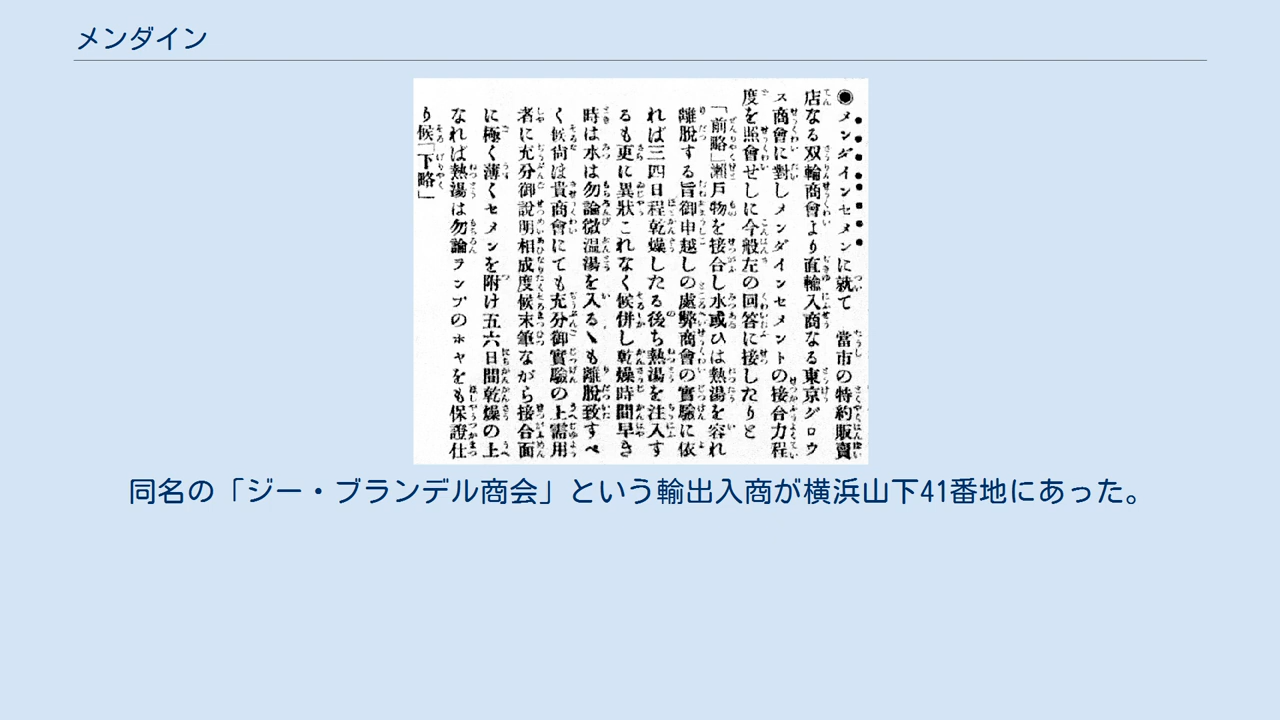 メンダイン
◉メンダインセメンに就て　當市の特約販賣
店なる双輪商會より直輸入商なる東京グロウ
ス商會に對しメンダインセメントの接合力程
度を照會せしに今般左の回答に接したりと
「前略」瀬戸物を接合し水或ひは熱湯を容れ
離脱する旨御申越しの處弊商會の實驗に依
れば三四日程乾燥したる後ち熱湯を注入す
るも更に異狀これなく候併し乾燥時間早き
時は水は勿論微温湯を入るゝも離脱致すべ
く候尚は貴商會にても充分御實驗の上需用
者に充分御說明相成度候末筆ながら接合面
に極く薄くセメンを附け五六日間乾燥の上
なれば熱湯は勿論ランプのホヤをも保證仕
り候「下略」
同名の「ジー・ブランデル商会」という輸出入商が横浜山下41番地にあった。